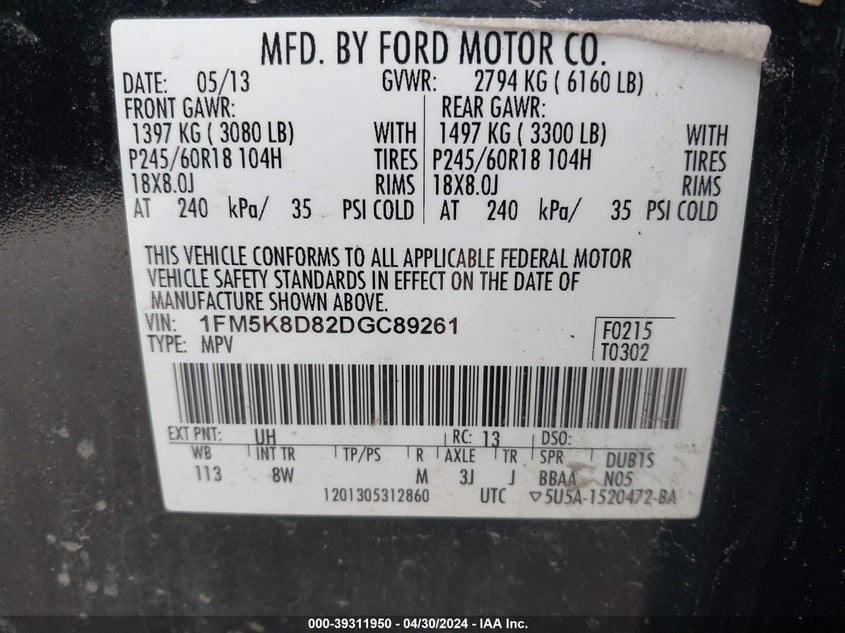 MFD. BY FORD MOTOR CO.
DATE: 05/13 GVWR: 2794 KG ( 6160 LB)
FRONT GAWR: REAR GAWR:
1397 KG ( 3080 LB) WITH 1497 KG ( 3300 LB) WITH
P245/60R18 104H TIRES P245/60R18 104H TIRES
18X8.0J RIMS 18X8.0J RIMS
AT 240 kPa/ 35 PSI COLD AT 240 kPa/ 35 PSI COLD
THIS VEHICLE CONFORMS TO ALL APPLICABLE FEDERAL MOTOR
VEHICLE SAFETY STANDARDS IN EFFECT ON THE DATE OF
MANUFACTURE SHOWN ABOVE.
VIN: 1FM5K8D82DGC89261 F0215
TYPE: MPV T0302
EXT PNT: UH RC: 13 DSO:
WB INT TR TP/PS R AXLE TR SPR DUBTS
113 8W M 3J J BBAA N05
1201305312860 UTC ▽5U5A-1520472-BA
000-39311950 / 04/30/2024 - IAA Inc.